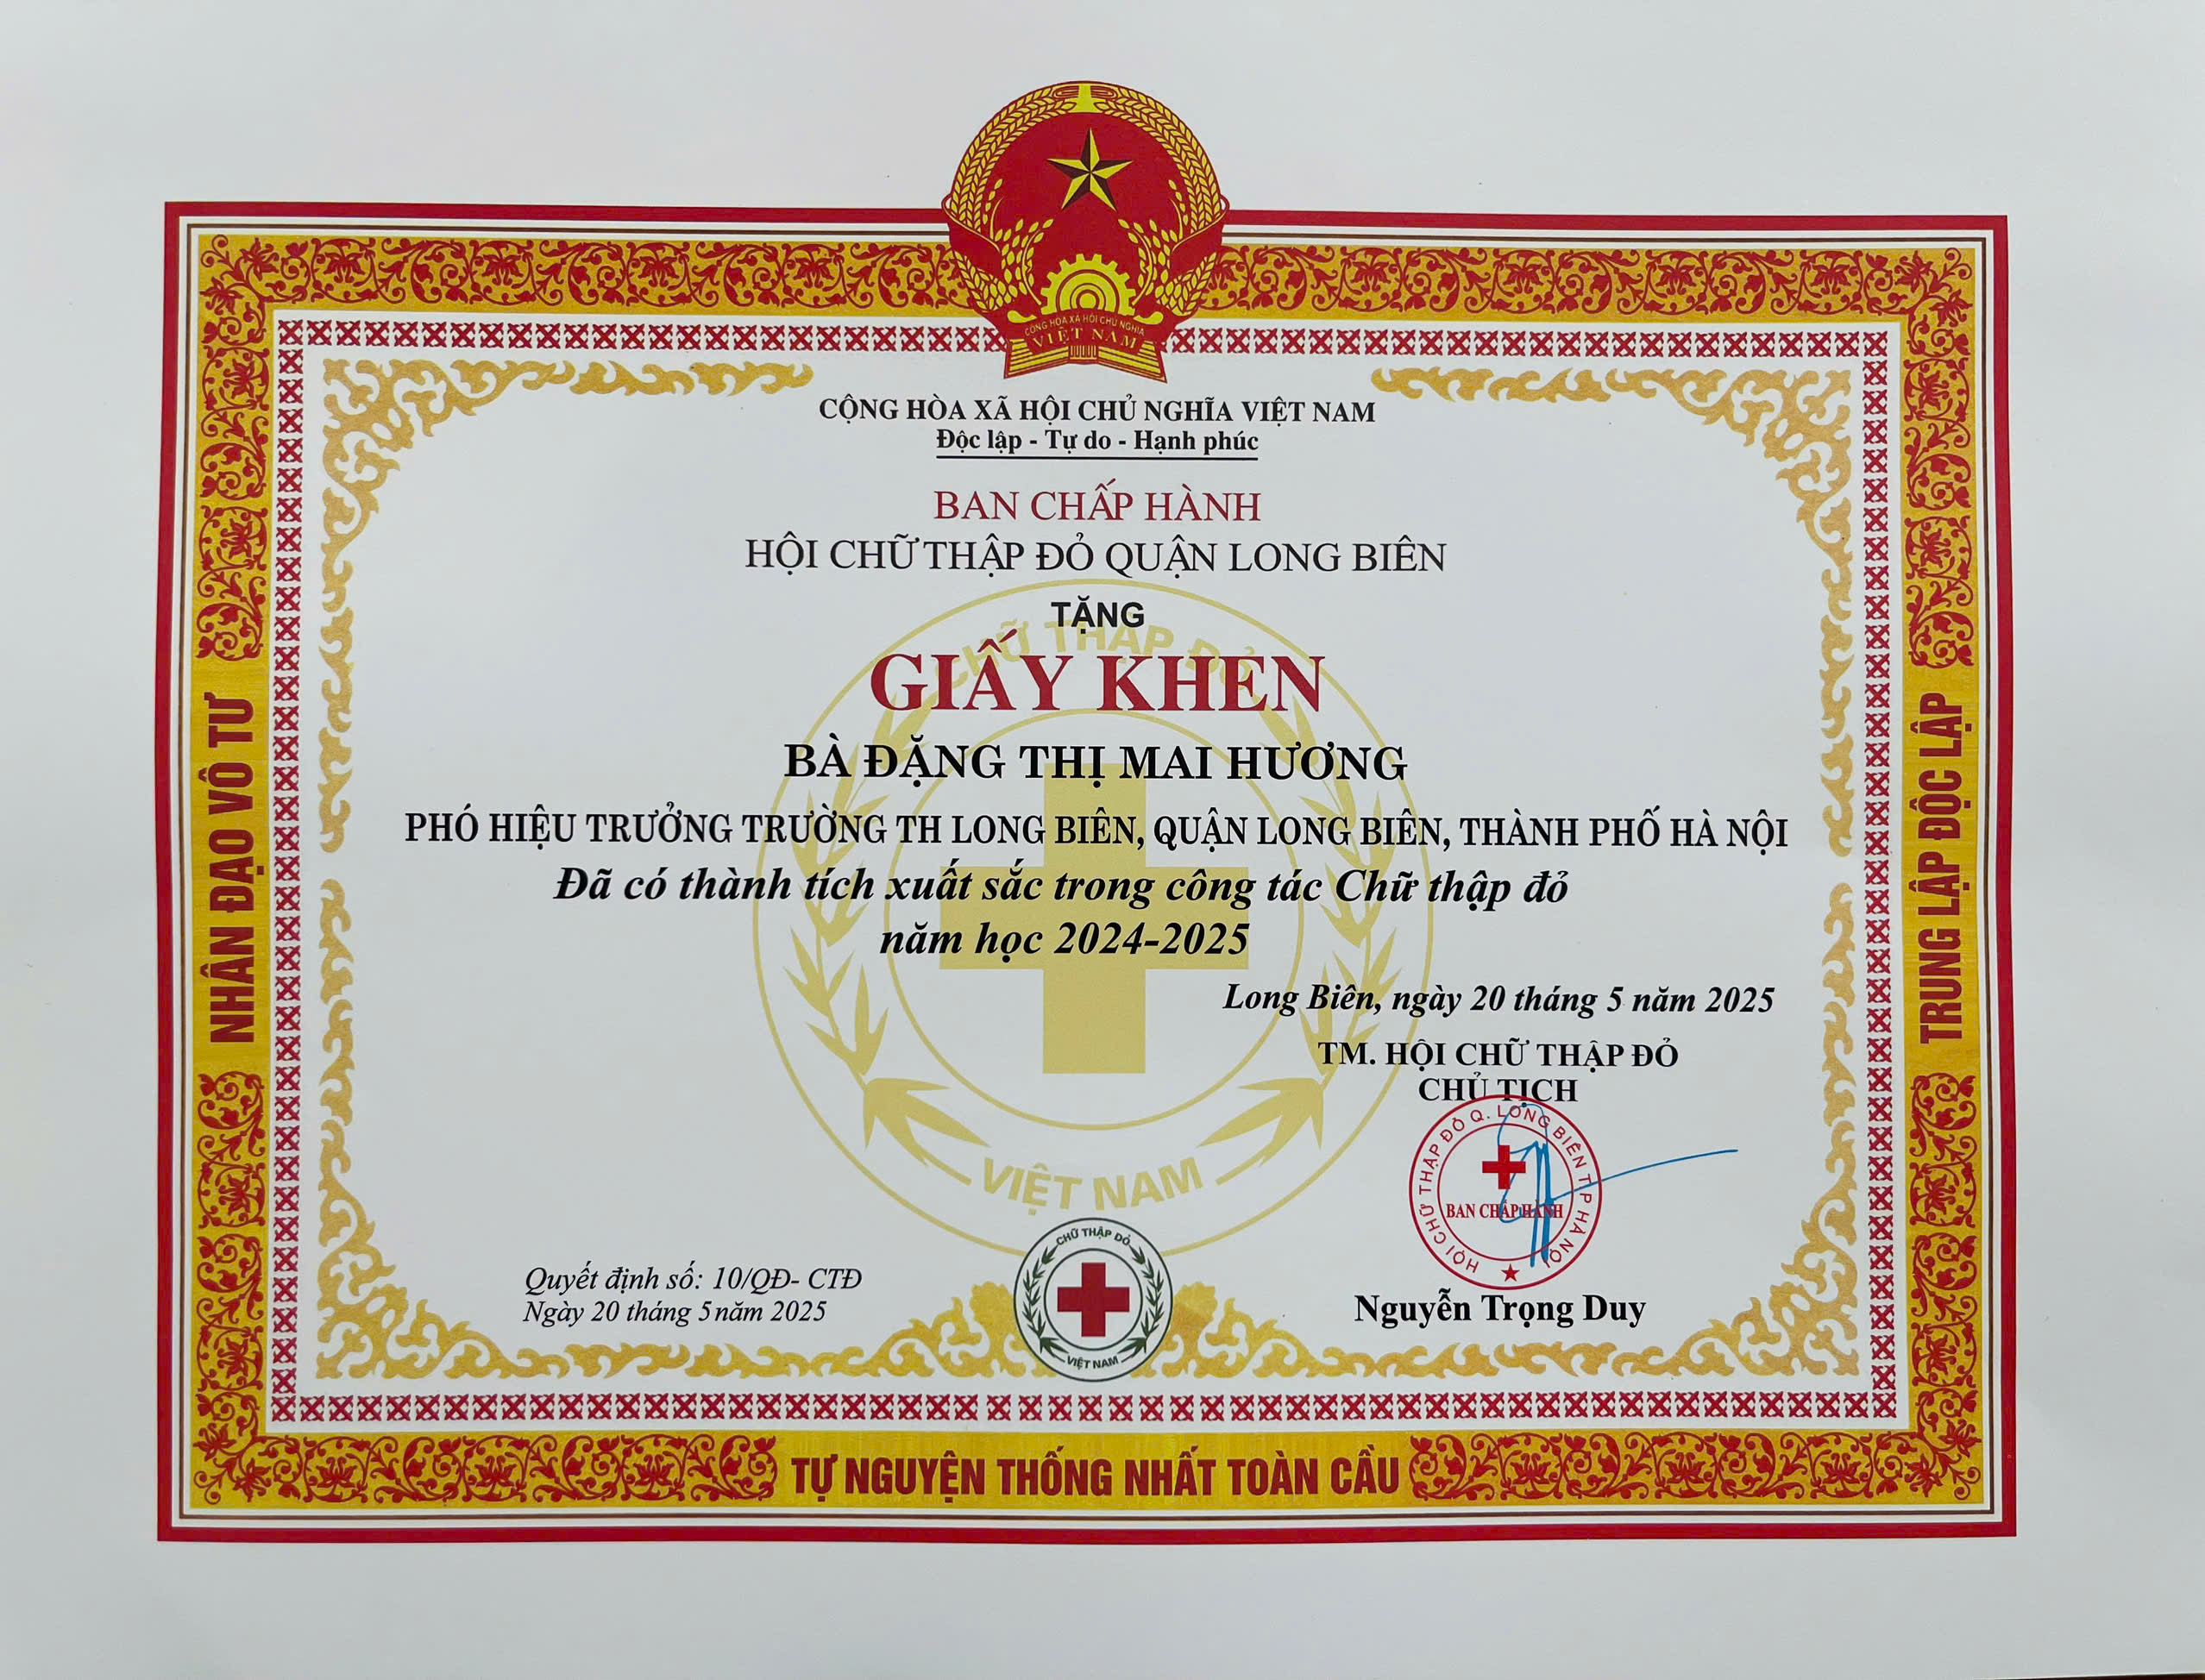 CỘNG HÒA XÃ HỘI CHỦ NGHĨA
VIỆT NAM
CỘNG HÒA XÃ HỘI CHỦ NGHĨA VIỆT NAM
Độc lập - Tự do - Hạnh phúc
BAN CHẤP HÀNH
HỘI CHỮ THẬP ĐỎ QUẬN LONG BIÊN
TẶNG
CHỮ THẬP ĐỎ
GIẤY KHEN
BÀ ĐẶNG THỊ MAI HƯƠNG
PHÓ HIỆU TRƯỞNG TRƯỜNG TH LONG BIÊN, QUẬN LONG BIÊN, THÀNH PHỐ HÀ NỘI
Đã có thành tích xuất sắc trong công tác Chữ thập đỏ
năm học 2024-2025
NHÂN ĐẠO VÔ TƯ
TRUNG LẬP ĐỘC LẬP
Long Biên, ngày 20 tháng 5 năm 2025
TM. HỘI CHỮ THẬP ĐỎ
CHỦ TỊCH
HỘI CHỮ THẬP ĐỎ Q. LONG BIÊN T P HÀ NỘI
BAN CHẤP HÀNH
VIỆT NAM
Nguyễn Trọng Duy
Quyết định số: 10/QĐ- CTĐ
Ngày 20 tháng 5 năm 2025
CHỮ THẬP ĐỎ
VIỆT NAM
TỰ NGUYỆN THỐNG NHẤT TOÀN CẦU